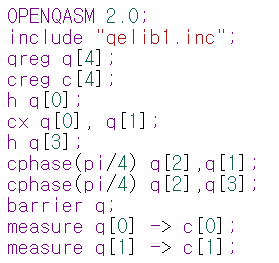 OPENQASM 2.0;
include "qelib1.inc";
qreg q[4];
creg c[4];
h q[0];
cx q[0], q[1];
h q[3];
cphase(pi/4) q[2],q[1];
cphase(pi/4) q[2],q[3];
barrier q;
measure q[0] -> c[0];
measure q[1] -> c[1];